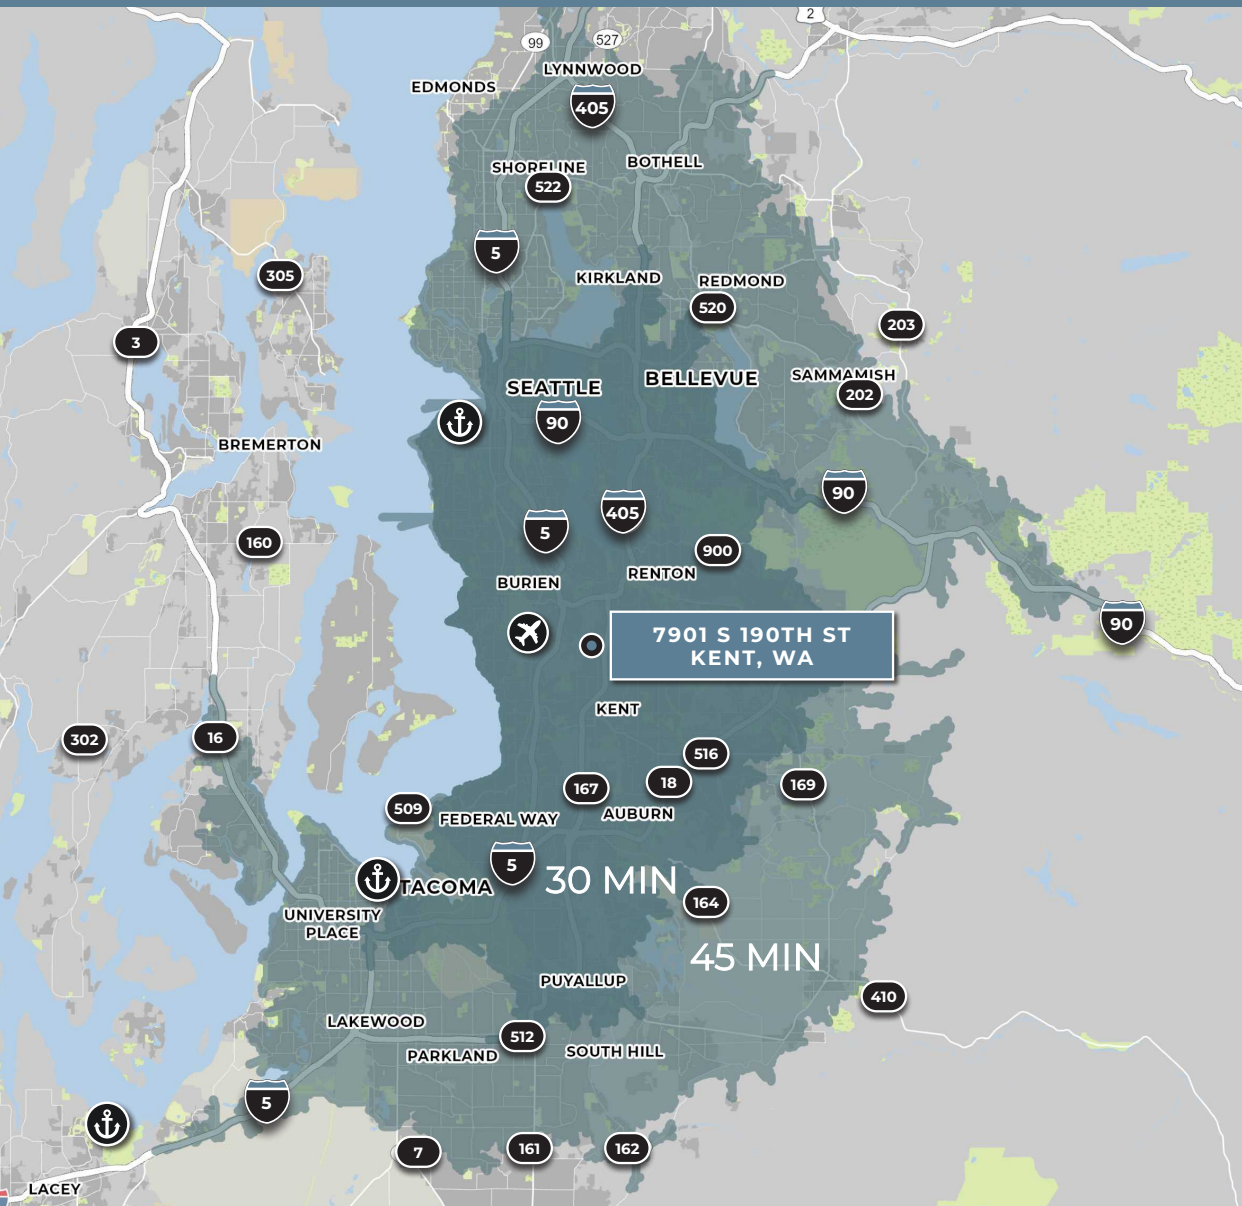 2
99
527
LYNNWOOD
EDMONDS
405
SHORELINE
BOTHELL
522
5
305
KIRKLAND
REDMOND
520
203
3
SEATTLE
BELLEVUE
SAMMAMISH
202
90
BREMERTON
90
405
5
160
900
BURIEN
RENTON
90
7901 S 190TH ST
KENT, WA
KENT
302
16
516
18
167
169
509
FEDERAL WAY
AUBURN
5
TACOMA
30 MIN
164
UNIVERSITY
PLACE
45 MIN
PUYALLUP
410
LAKEWOOD
512
PARKLAND
SOUTH HILL
5
7
161
162
LACEY